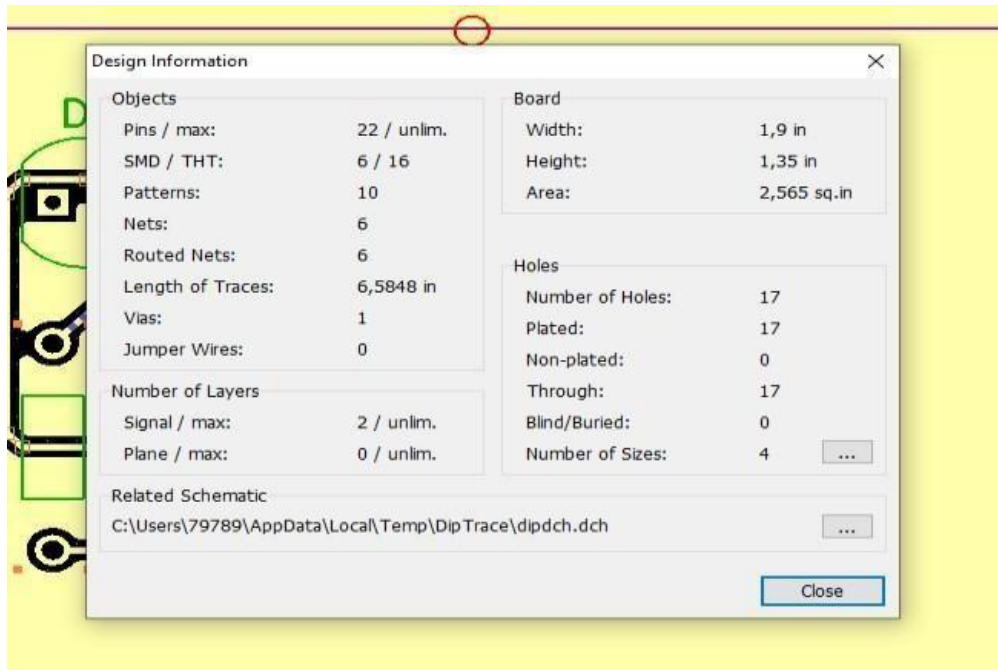 Design Information
D
Objects
Pins / max: 22 / unlim.
SMD / THT: 6 / 16
Patterns: 10
Nets: 6
Routed Nets: 6
Length of Traces: 6,5848 in
Vias: 1
Jumper Wires: 0
Number of Layers
Signal / max: 2 / unlim.
Plane / max: 0 / unlim.
Board
Width: 1,9 in
Height: 1,35 in
Area: 2,565 sq.in
Holes
Number of Holes: 17
Plated: 17
Non-plated: 0
Through: 17
Blind/Buried: 0
Number of Sizes: 4 ...
Related Schematic
C:\Users\79789\AppData\Local\Temp\DipTrace\dipdch.dch ...
Close